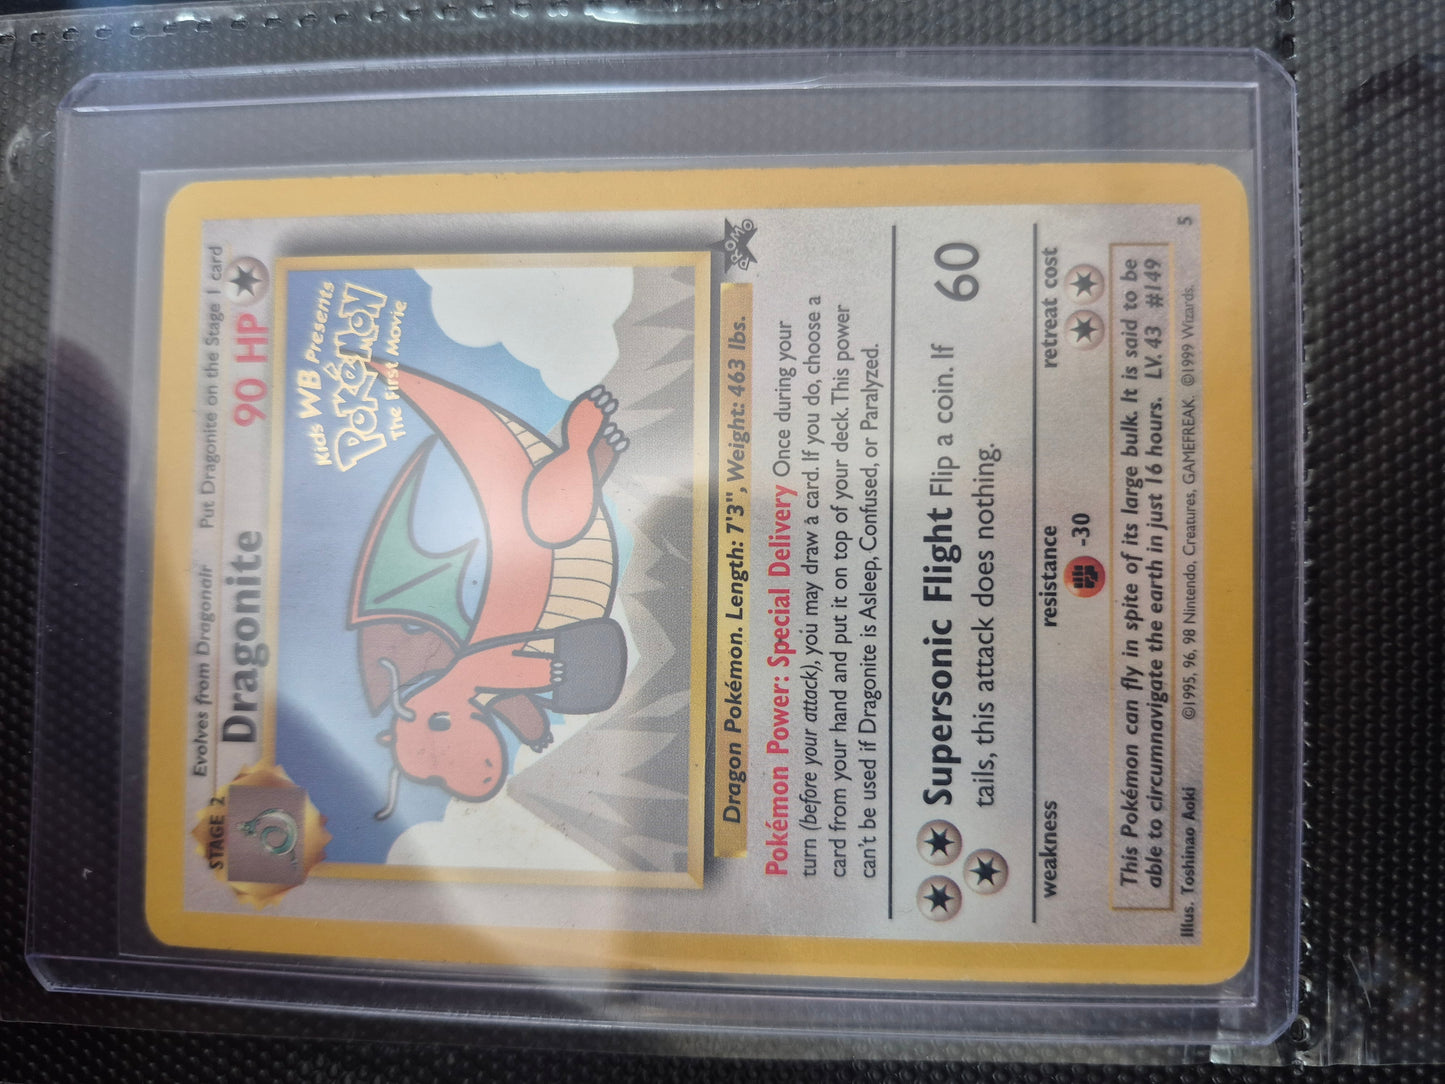 STAGE 2
Evolves from Dragonair Put Dragonite on the Stage 1 card
Dragonite 90 HP
Kids WB Presents
POKéMON
The First Movie
PROMO
Dragon Pokémon. Length: 7'3", Weight: 463 lbs.
Pokémon Power: Special Delivery Once during your
turn (before your attack), you may draw a card. If you do, choose a
card from your hand and put it on top of your deck. This power
can't be used if Dragonite is Asleep, Confused, or Paralyzed.
Supersonic Flight Flip a coin. If 60
tails, this attack does nothing.
weakness resistance retreat cost
-30
This Pokémon can fly in spite of its large bulk. It is said to be
able to circumnavigate the earth in just 16 hours. LV. 43 #149
Illus. Toshinao Aoki ©1995, 96, 98 Nintendo, Creatures, GAMEFREAK. ©1999 Wizards. 5